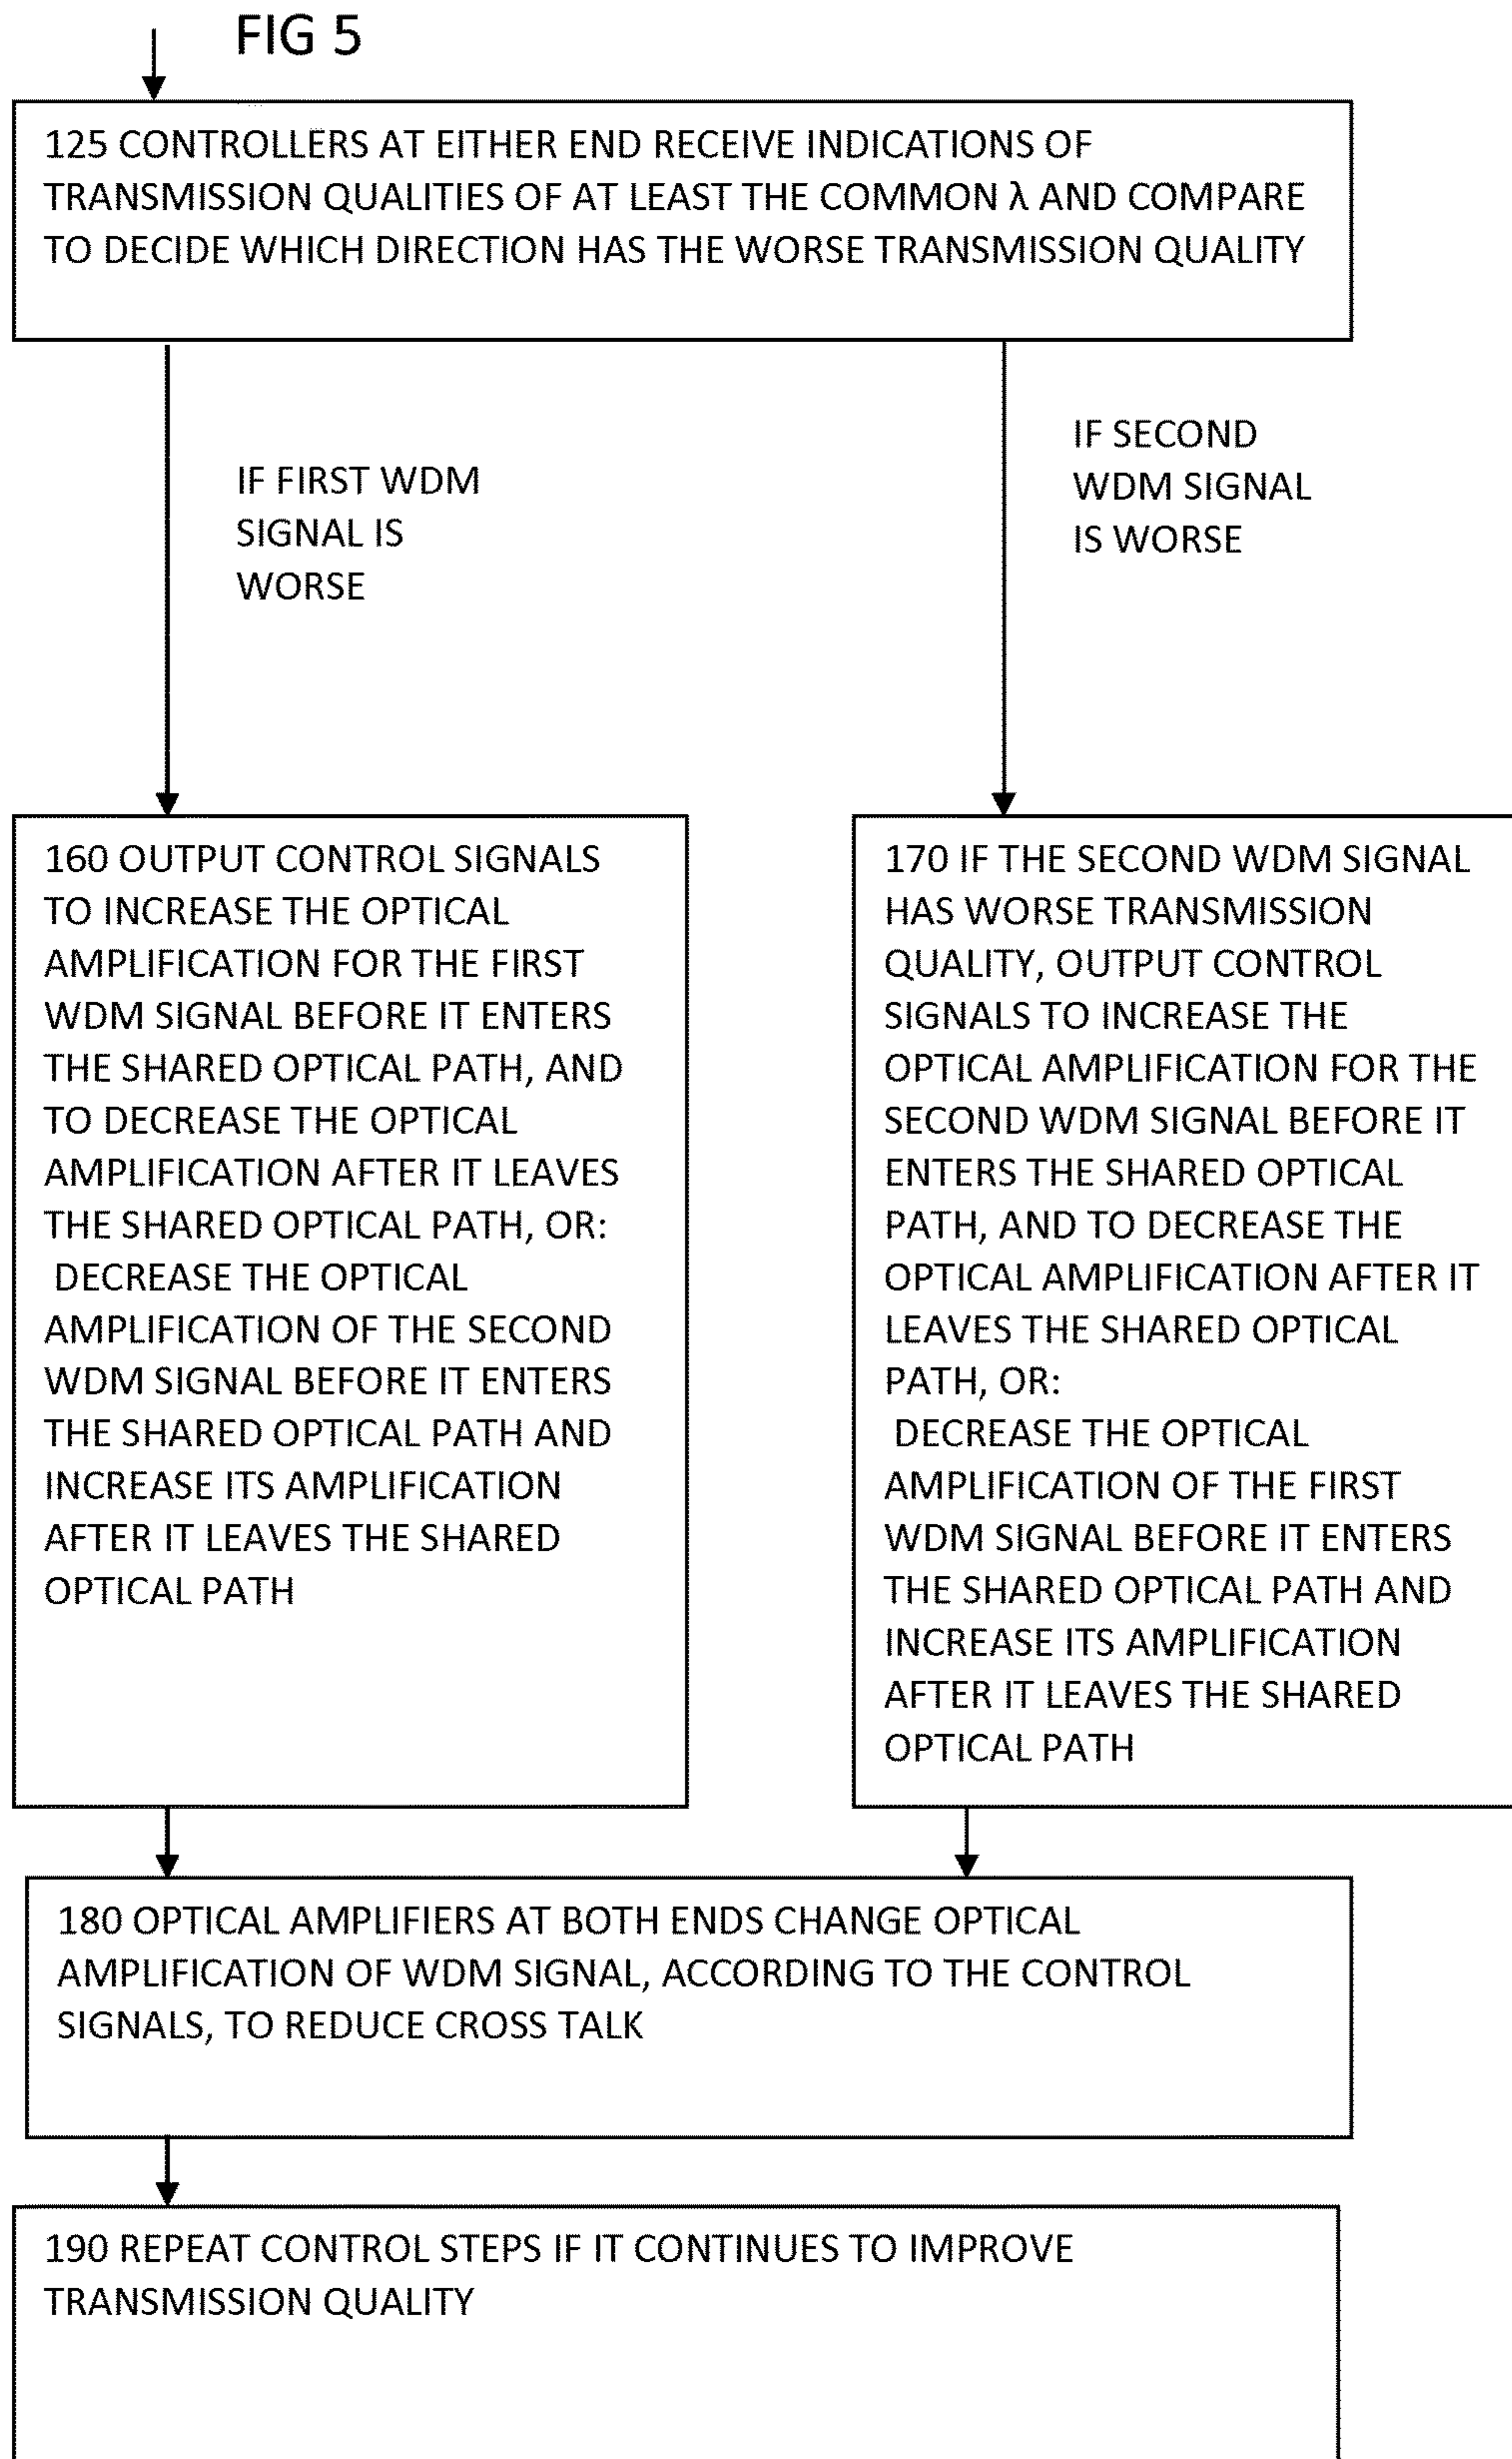 FIG 5
125 CONTROLLERS AT EITHER END RECEIVE INDICATIONS OF
TRANSMISSION QUALITIES OF AT LEAST THE COMMON λ AND COMPARE
TO DECIDE WHICH DIRECTION HAS THE WORSE TRANSMISSION QUALITY
IF FIRST WDM
SIGNAL IS
WORSE
IF SECOND
WDM SIGNAL
IS WORSE
160 OUTPUT CONTROL SIGNALS
TO INCREASE THE OPTICAL
AMPLIFICATION FOR THE FIRST
WDM SIGNAL BEFORE IT ENTERS
THE SHARED OPTICAL PATH, AND
TO DECREASE THE OPTICAL
AMPLIFICATION AFTER IT LEAVES
THE SHARED OPTICAL PATH, OR:
DECREASE THE OPTICAL
AMPLIFICATION OF THE SECOND
WDM SIGNAL BEFORE IT ENTERS
THE SHARED OPTICAL PATH AND
INCREASE ITS AMPLIFICATION
AFTER IT LEAVES THE SHARED
OPTICAL PATH
170 IF THE SECOND WDM SIGNAL
HAS WORSE TRANSMISSION
QUALITY, OUTPUT CONTROL
SIGNALS TO INCREASE THE
OPTICAL AMPLIFICATION FOR THE
SECOND WDM SIGNAL BEFORE IT
ENTERS THE SHARED OPTICAL
PATH, AND TO DECREASE THE
OPTICAL AMPLIFICATION AFTER IT
LEAVES THE SHARED OPTICAL
PATH, OR:
DECREASE THE OPTICAL
AMPLIFICATION OF THE FIRST
WDM SIGNAL BEFORE IT ENTERS
THE SHARED OPTICAL PATH AND
INCREASE ITS AMPLIFICATION
AFTER IT LEAVES THE SHARED
OPTICAL PATH
180 OPTICAL AMPLIFIERS AT BOTH ENDS CHANGE OPTICAL
AMPLIFICATION OF WDM SIGNAL, ACCORDING TO THE CONTROL
SIGNALS, TO REDUCE CROSS TALK
190 REPEAT CONTROL STEPS IF IT CONTINUES TO IMPROVE
TRANSMISSION QUALITY